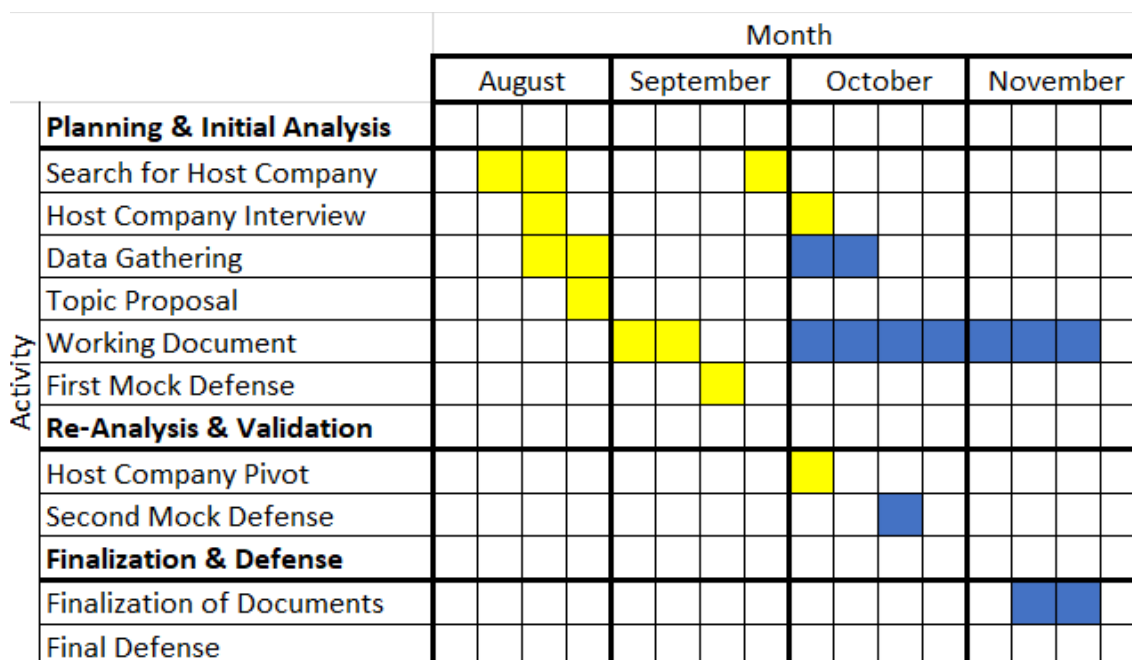 Month
August September October November
Activity
Planning & Initial Analysis
Search for Host Company
Host Company Interview
Data Gathering
Topic Proposal
Working Document
First Mock Defense
Re-Analysis & Validation
Host Company Pivot
Second Mock Defense
Finalization & Defense
Finalization of Documents
Final Defense